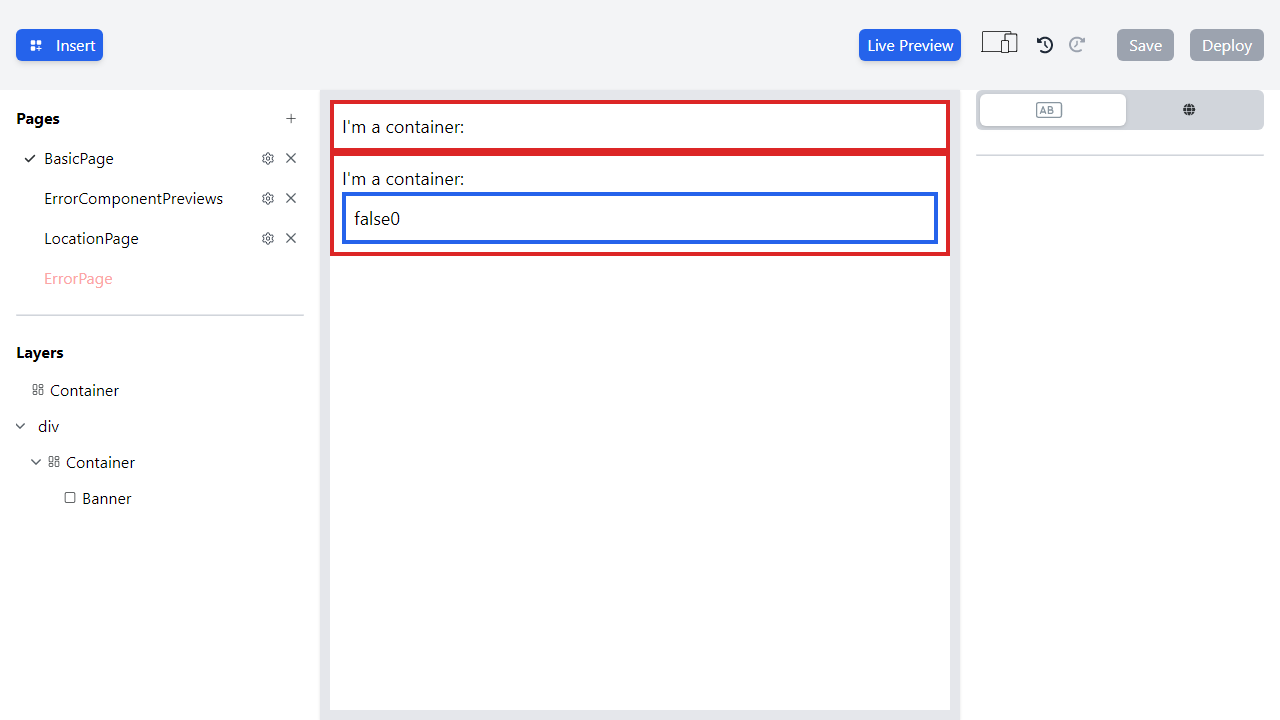 Insert
Live Preview
Save
Deploy
Pages
BasicPage
ErrorComponentPreviews
LocationPage
ErrorPage
Layers
Container
div
Container
Banner
I'm a container:
I'm a container:
false0
AB